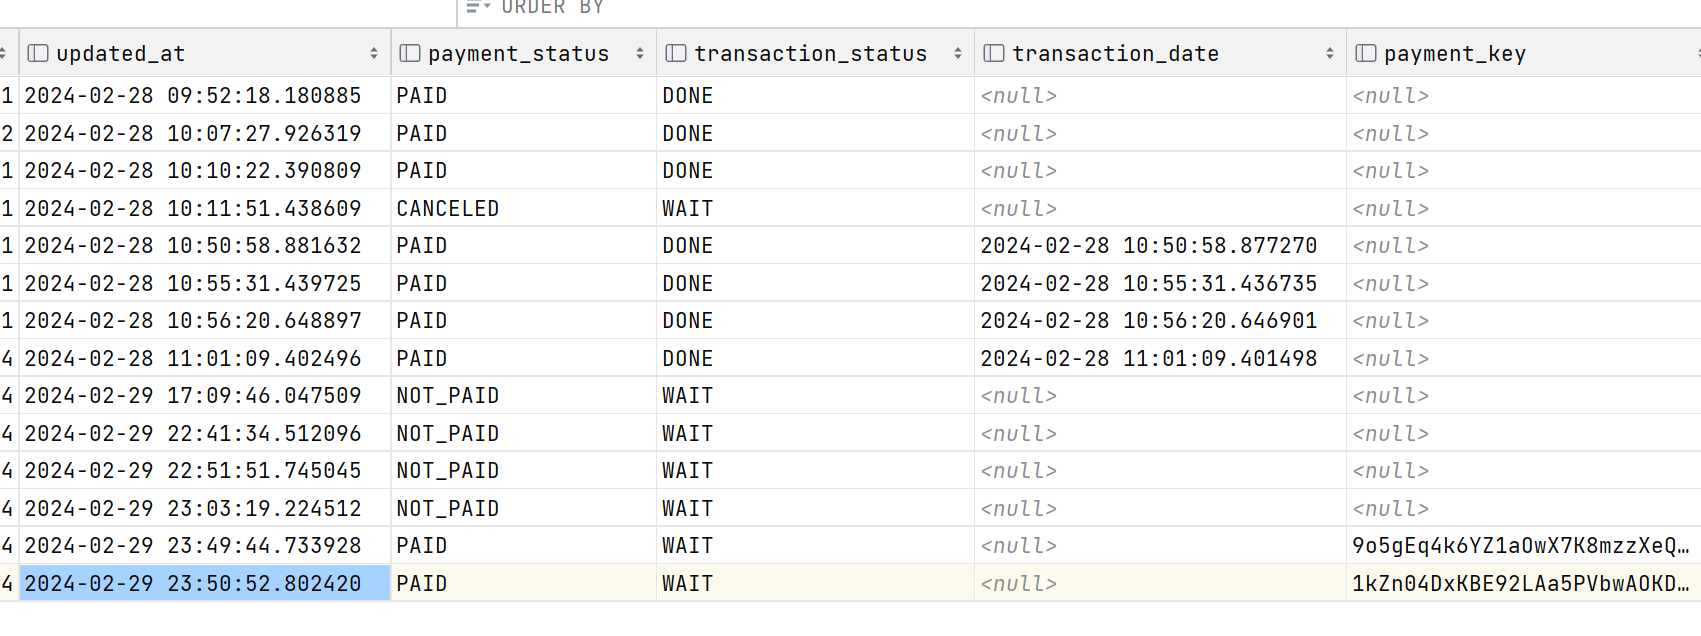 ORDER BY
updated_at payment_status transaction_status transaction_date payment_key
1 2024-02-28 09:52:18.180885 PAID DONE <null> <null>
2 2024-02-28 10:07:27.926319 PAID DONE <null> <null>
1 2024-02-28 10:10:22.390809 PAID DONE <null> <null>
1 2024-02-28 10:11:51.438609 CANCELED WAIT <null> <null>
1 2024-02-28 10:50:58.881632 PAID DONE 2024-02-28 10:50:58.877270 <null>
1 2024-02-28 10:55:31.439725 PAID DONE 2024-02-28 10:55:31.436735 <null>
1 2024-02-28 10:56:20.648897 PAID DONE 2024-02-28 10:56:20.646901 <null>
4 2024-02-28 11:01:09.402496 PAID DONE 2024-02-28 11:01:09.401498 <null>
4 2024-02-29 17:09:46.047509 NOT_PAID WAIT <null> <null>
4 2024-02-29 22:41:34.512096 NOT_PAID WAIT <null> <null>
4 2024-02-29 22:51:51.745045 NOT_PAID WAIT <null> <null>
4 2024-02-29 23:03:19.224512 NOT_PAID WAIT <null> <null>
4 2024-02-29 23:49:44.733928 PAID WAIT <null> 9o5gEq4k6YZ1aOwX7K8mzzXeQ…
4 2024-02-29 23:50:52.802420 PAID WAIT <null> 1kZn04DxKBE92LAa5PVbwAOKD…